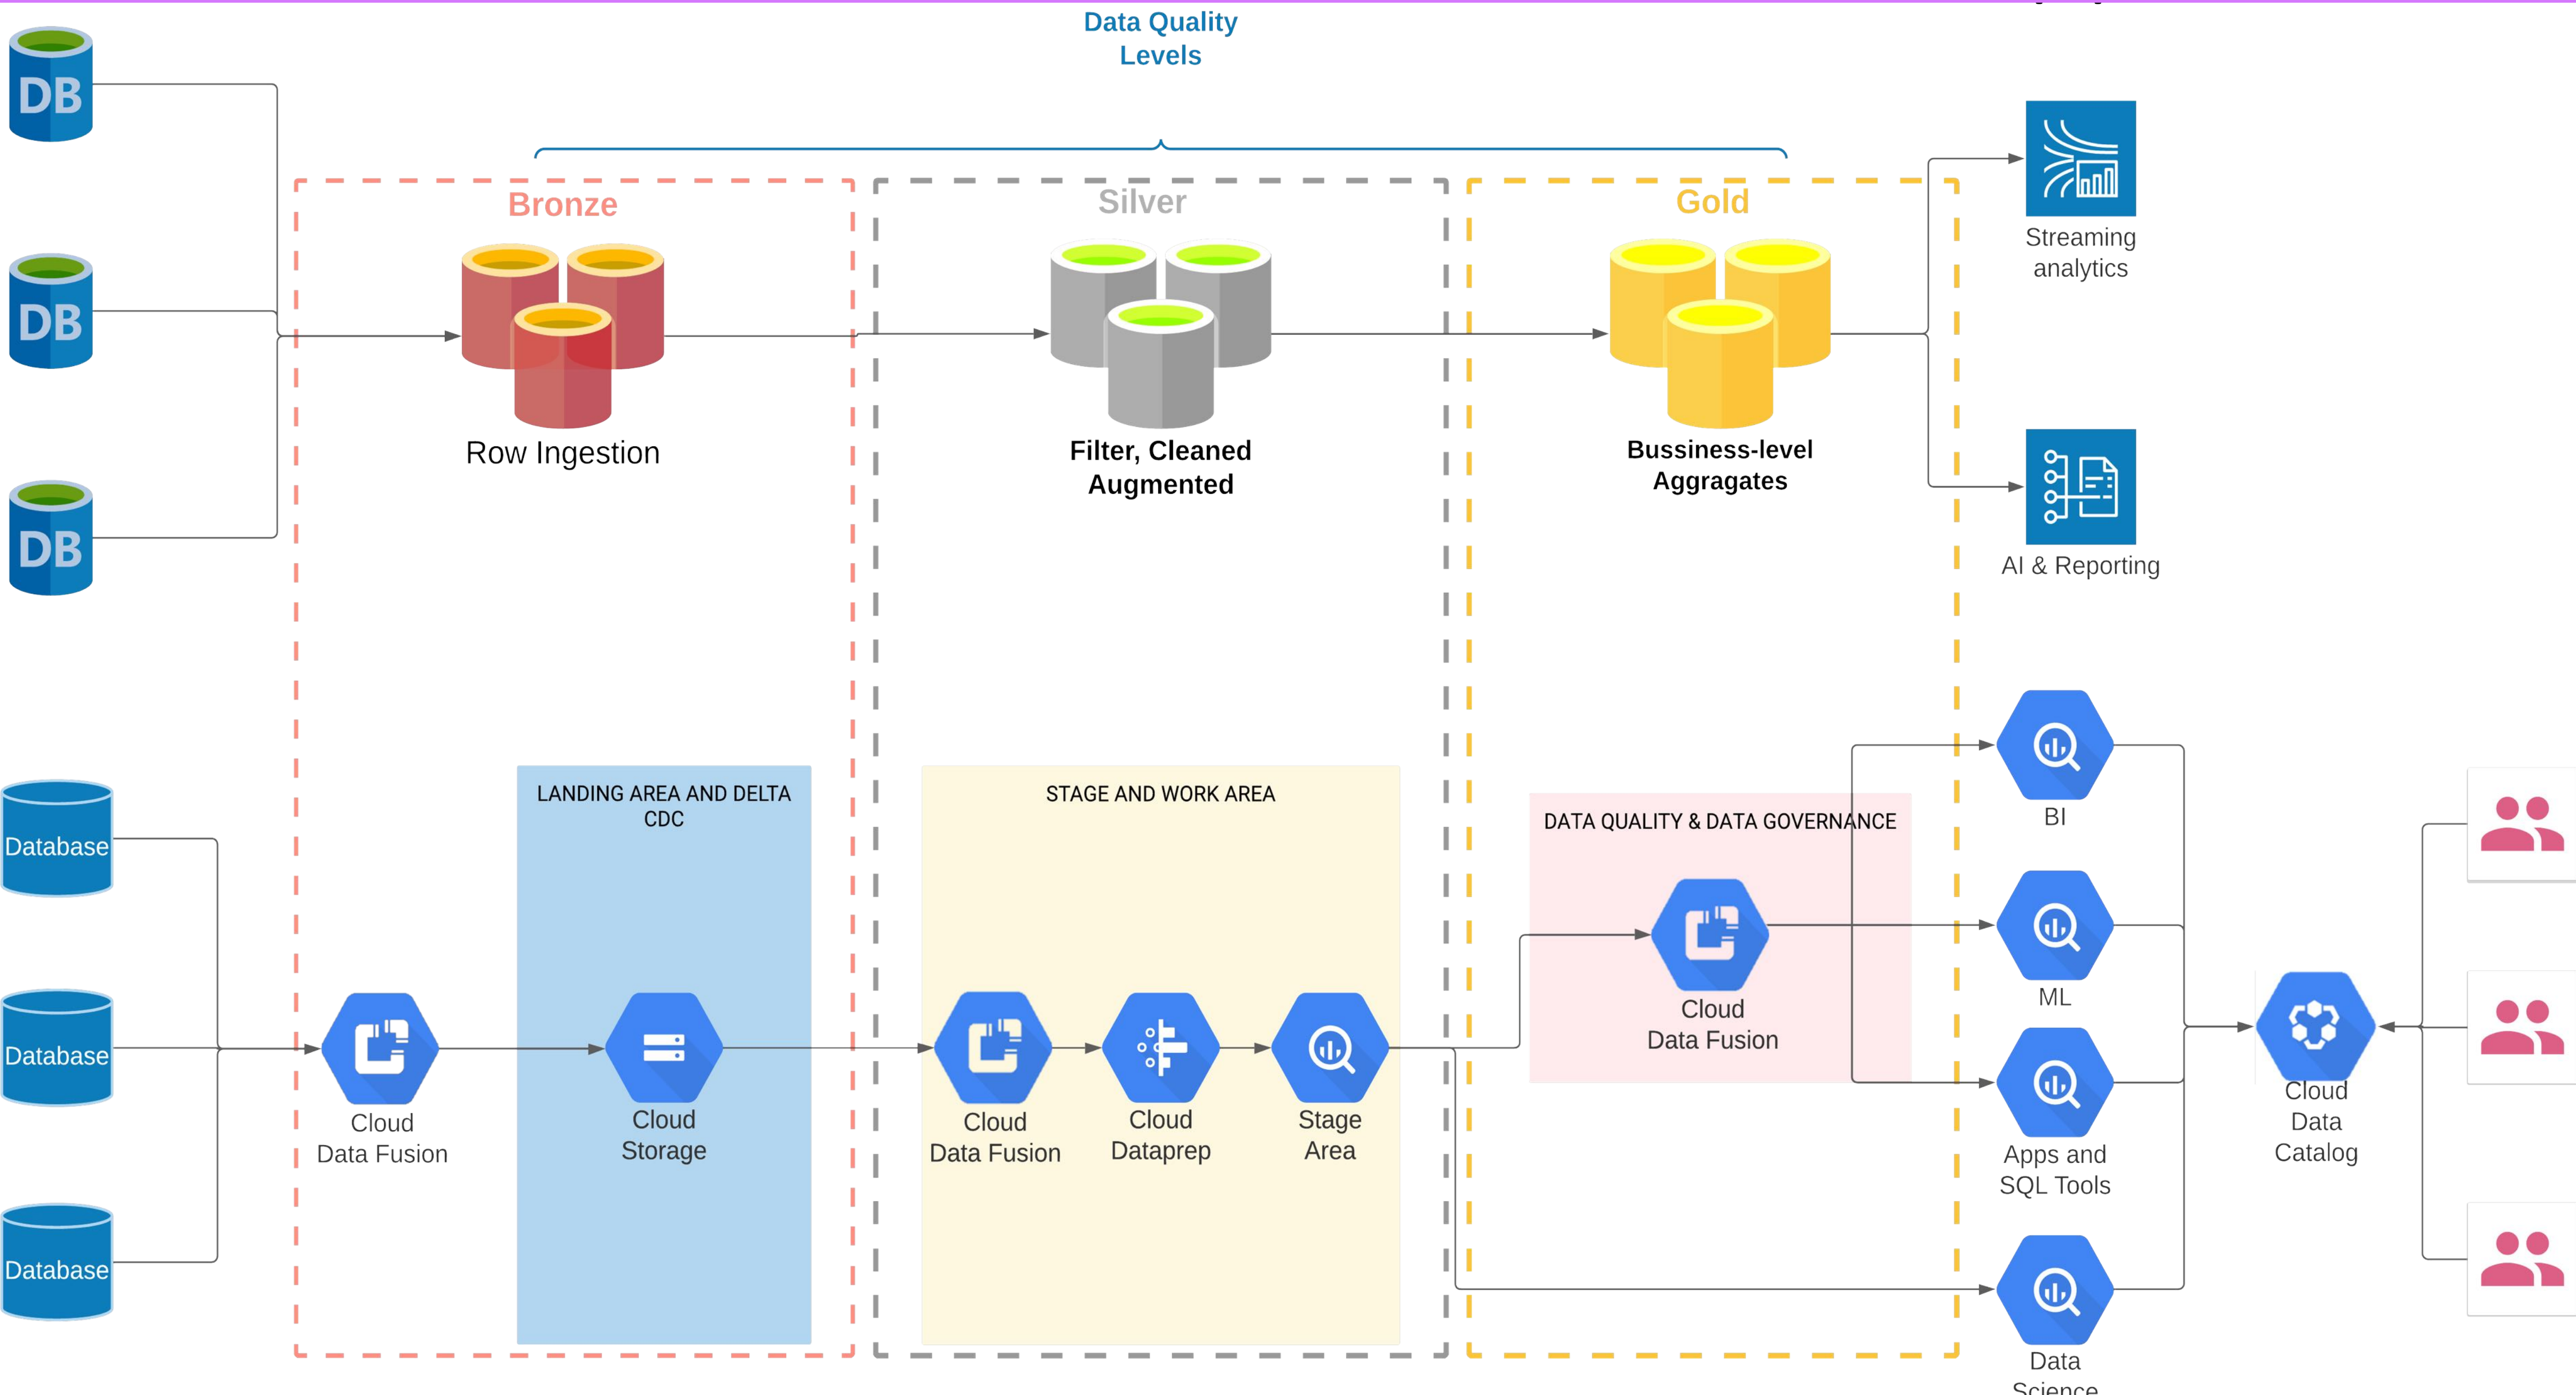 Data Quality
Levels
DB
DB
DB
Bronze
Silver
Gold
Row Ingestion
Filter, Cleaned
Augmented
Bussiness-level
Aggragates
Streaming
analytics
AI & Reporting
Database
Database
Database
Cloud
Data Fusion
LANDING AREA AND DELTA
CDC
Cloud
Storage
STAGE AND WORK AREA
Cloud
Data Fusion
Cloud
Dataprep
Stage
Area
DATA QUALITY & DATA GOVERNANCE
Cloud
Data Fusion
BI
ML
Apps and
SQL Tools
Data
Science
Cloud
Data
Catalog